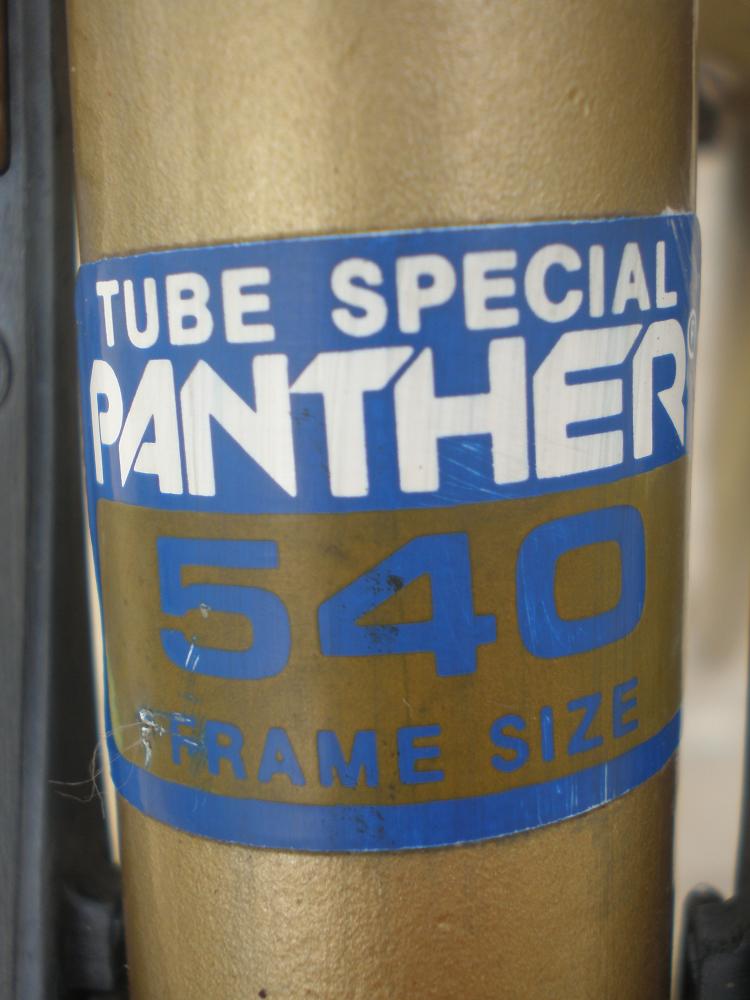 TUBE SPECIAL
PANTHER®
540
FRAME SIZE